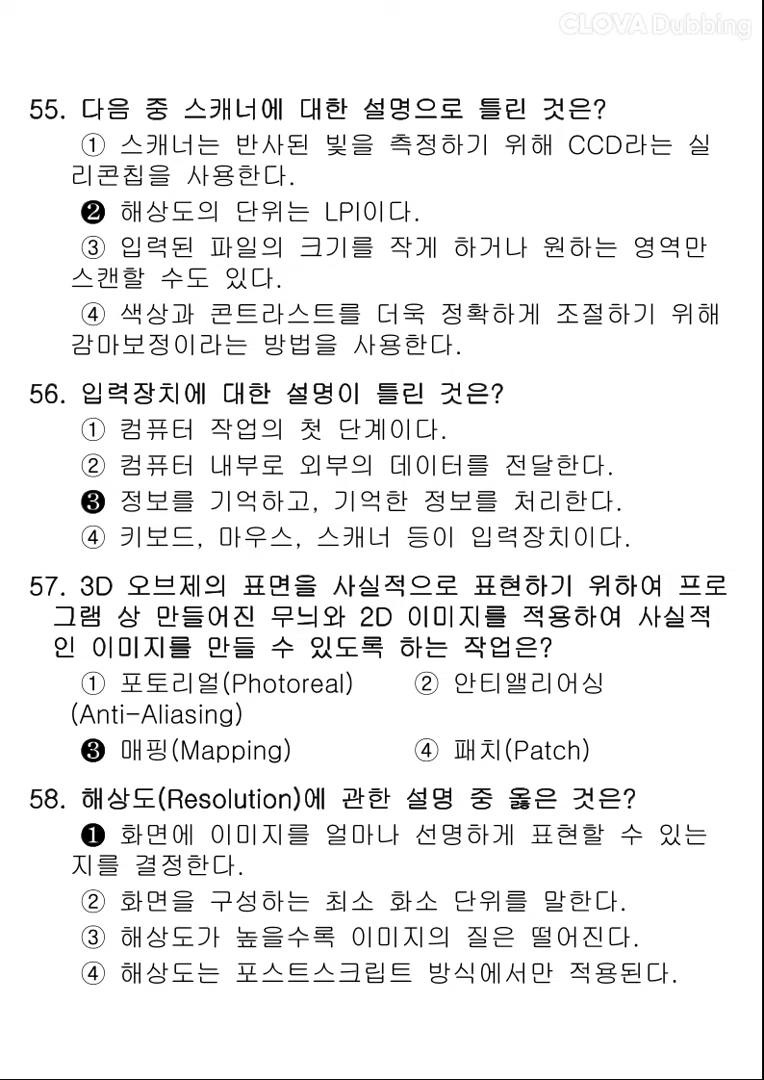 CLOVA Dubbing
55. 다음 중 스캐너에 대한 설명으로 틀린 것은?
① 스캐너는 반사된 빛을 측정하기 위해 CCD라는 실
리콘칩을 사용한다.
❷ 해상도의 단위는 LPI이다.
③ 입력된 파일의 크기를 작게 하거나 원하는 영역만
스캔할 수도 있다.
④ 색상과 콘트라스트를 더욱 정확하게 조절하기 위해
감마보정이라는 방법을 사용한다.
56. 입력장치에 대한 설명이 틀린 것은?
① 컴퓨터 작업의 첫 단계이다.
② 컴퓨터 내부로 외부의 데이터를 전달한다.
❸ 정보를 기억하고, 기억한 정보를 처리한다.
④ 키보드, 마우스, 스캐너 등이 입력장치이다.
57. 3D 오브제의 표면을 사실적으로 표현하기 위하여 프로
그램 상 만들어진 무늬와 2D 이미지를 적용하여 사실적
인 이미지를 만들 수 있도록 하는 작업은?
① 포토리얼(Photoreal) ② 안티앨리어싱
(Anti-Aliasing)
❸ 매핑(Mapping) ④ 패치(Patch)
58. 해상도(Resolution)에 관한 설명 중 옳은 것은?
❶ 화면에 이미지를 얼마나 선명하게 표현할 수 있는
지를 결정한다.
② 화면을 구성하는 최소 화소 단위를 말한다.
③ 해상도가 높을수록 이미지의 질은 떨어진다.
④ 해상도는 포스트스크립트 방식에서만 적용된다.